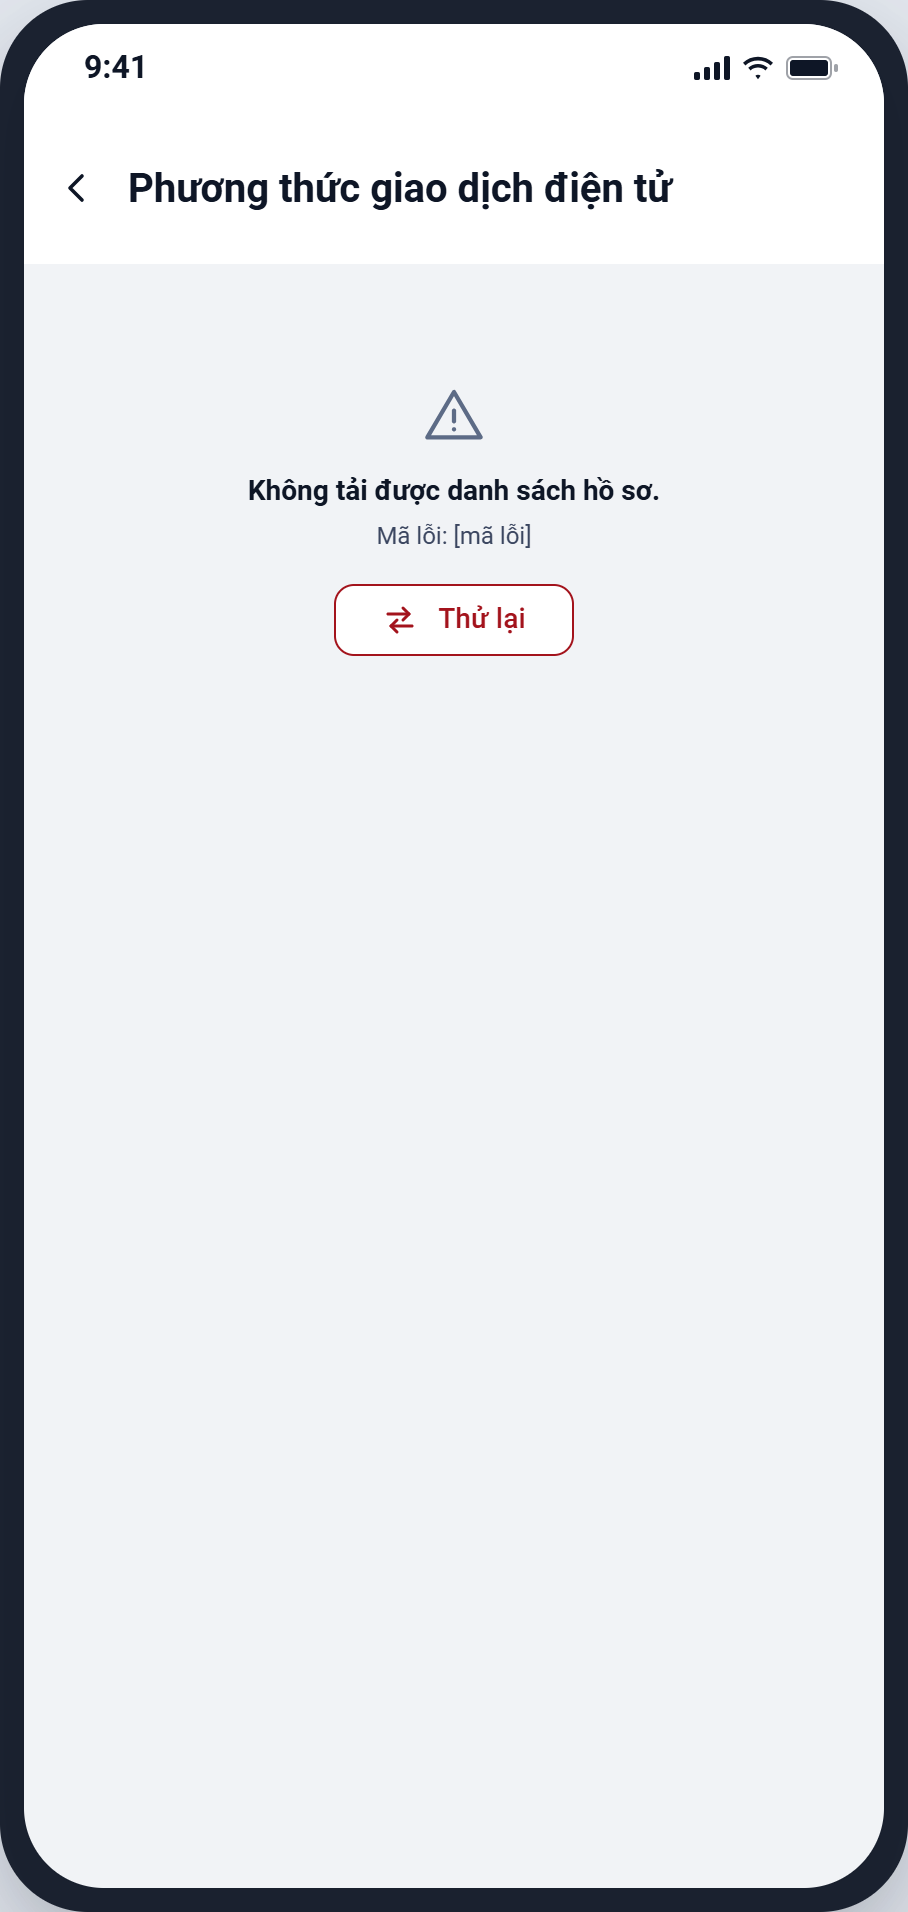 9:41
Phương thức giao dịch điện tử
Không tải được danh sách hồ sơ.
Mã lỗi: [mã lỗi]
Thử lại